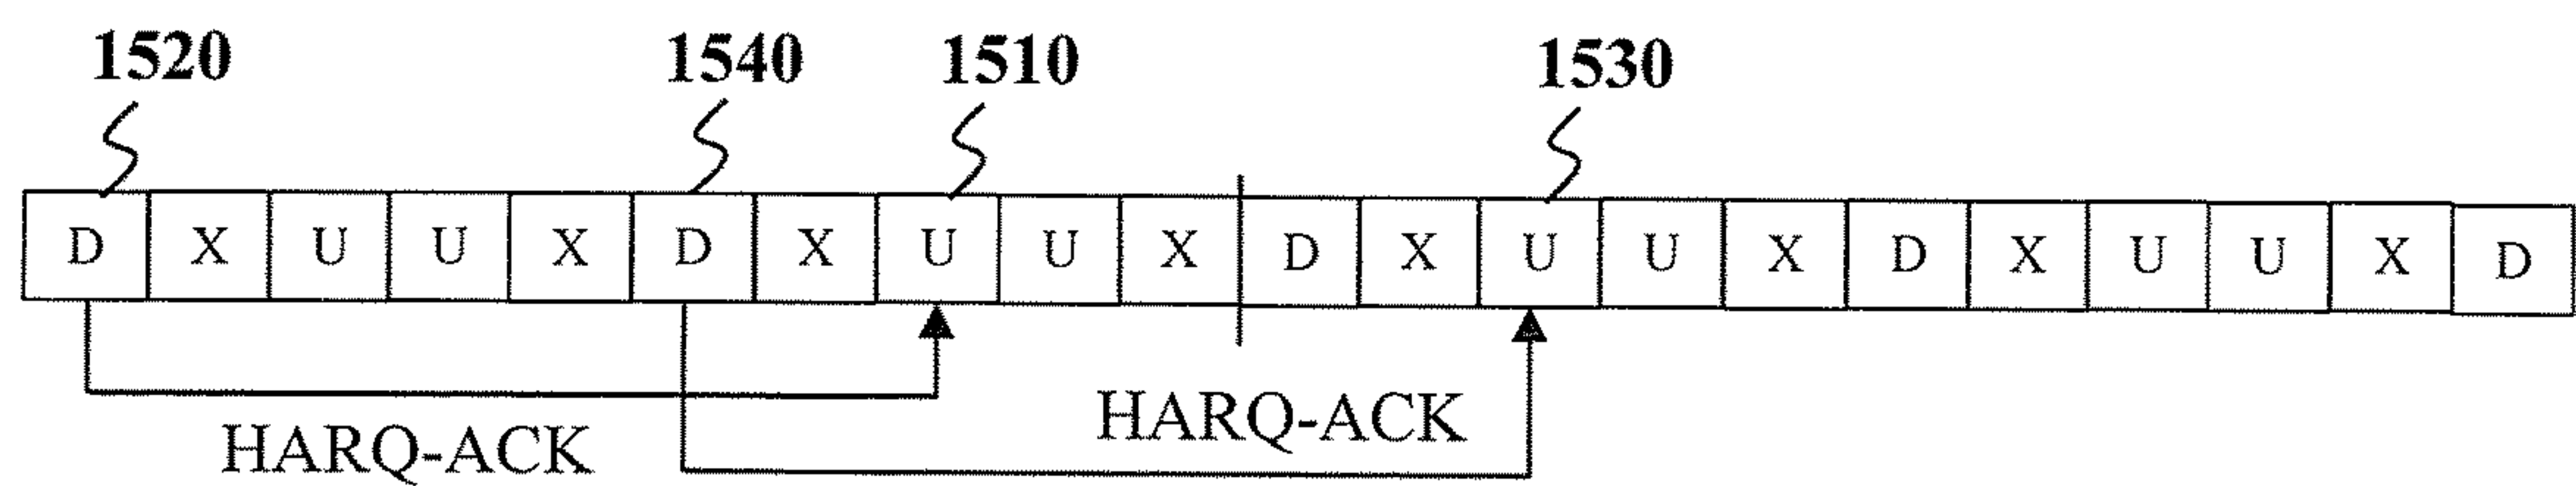 1520 1540 1510 1530
D X U U X D X U U X D X U U X D X U U X D
HARQ-ACK HARQ-ACK